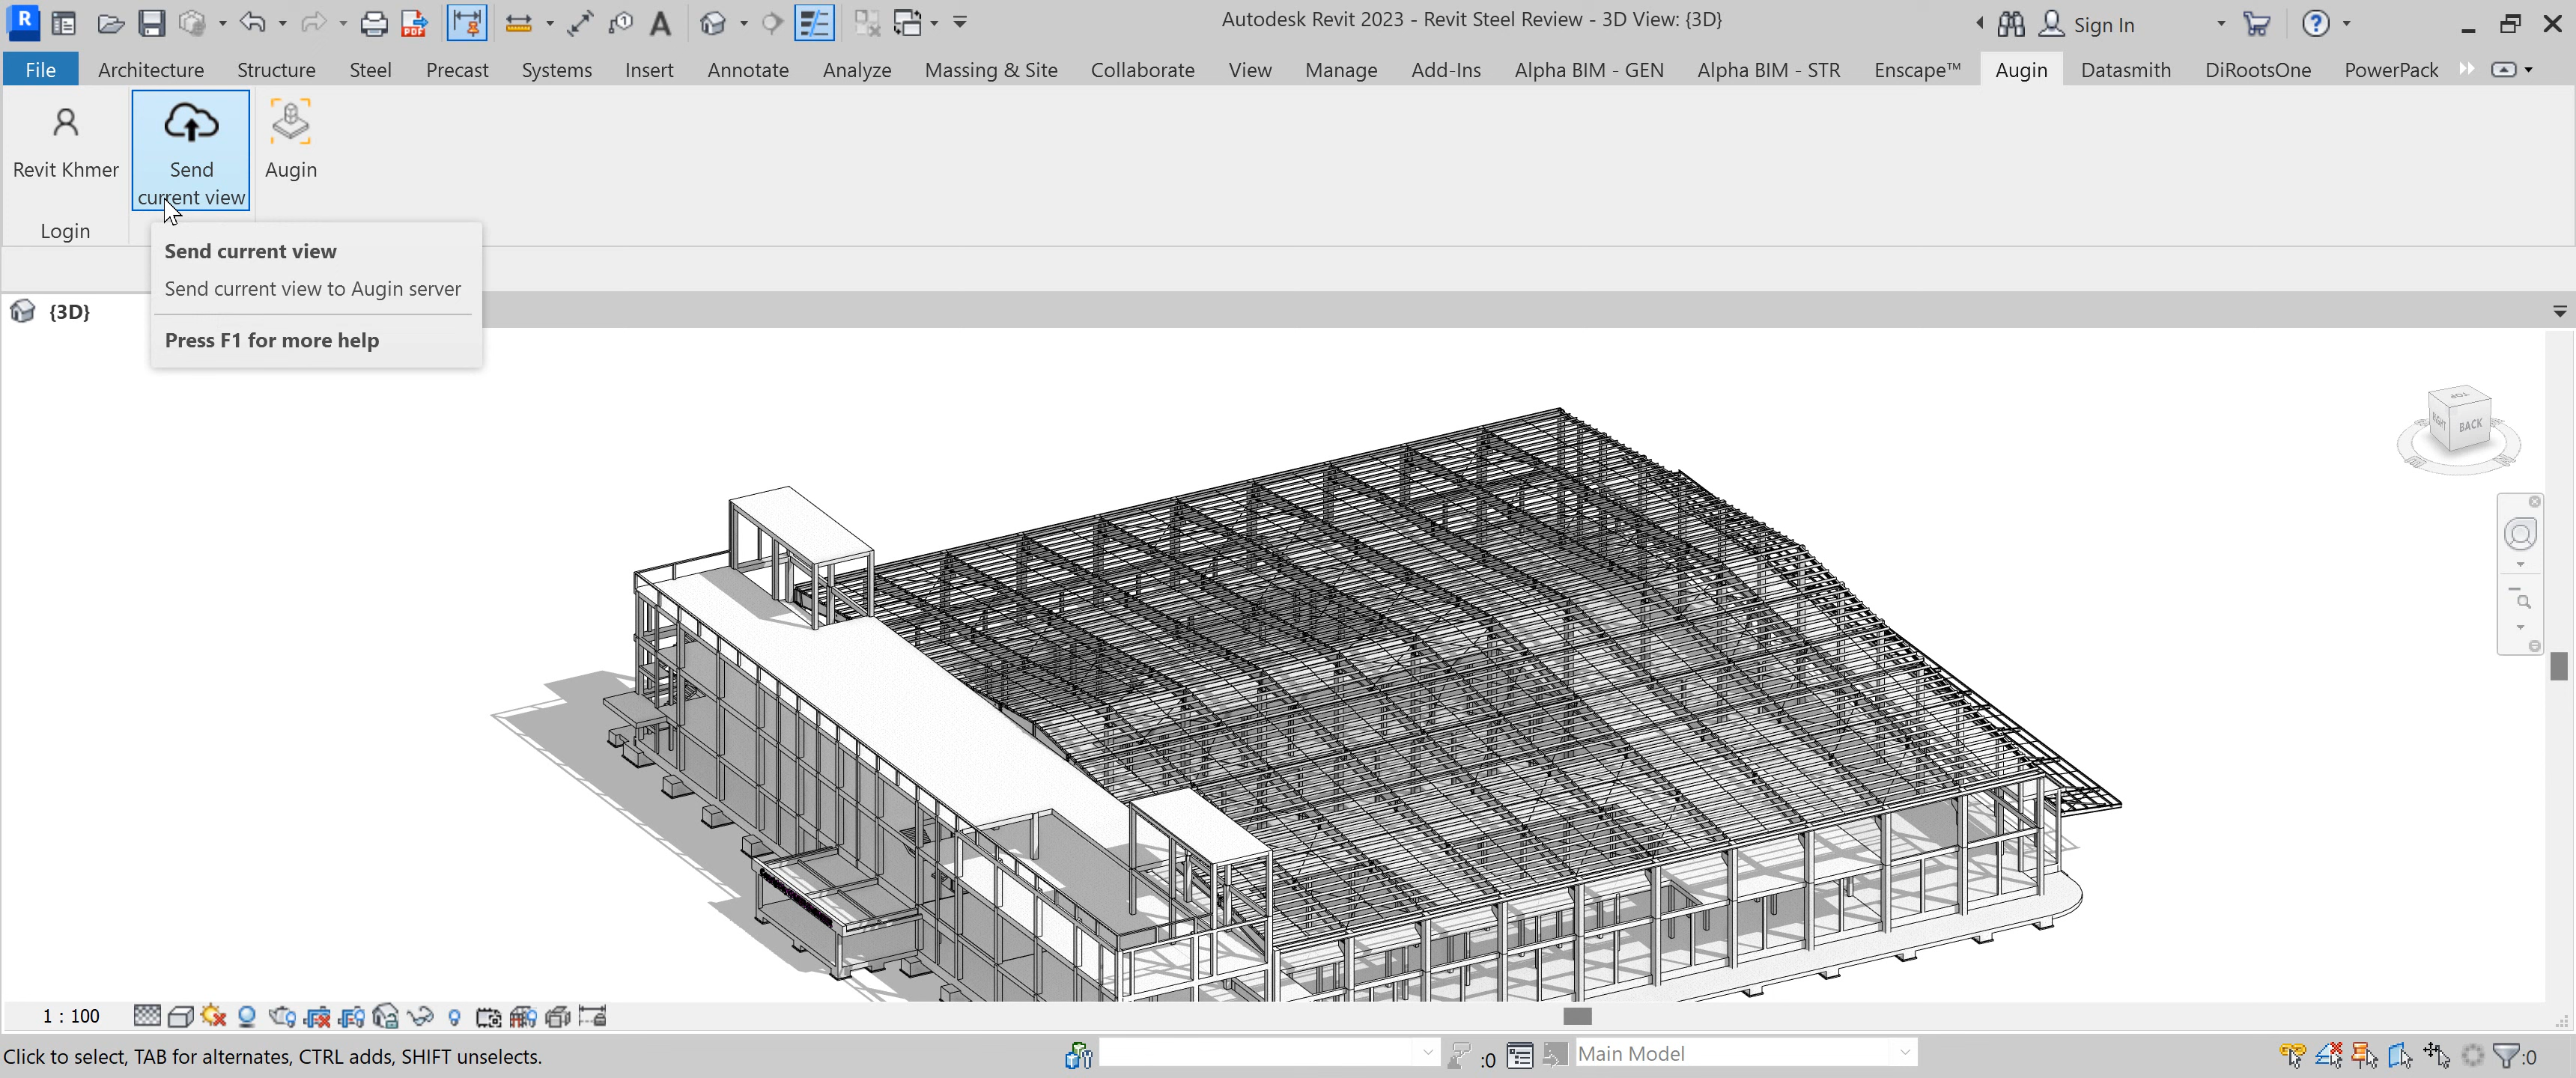 R
PDF
1
A
Autodesk Revit 2023 - Revit Steel Review - 3D View: {3D}
Sign In
?
File Architecture Structure Steel Precast Systems Insert Annotate Analyze Massing & Site Collaborate View Manage Add-Ins Alpha BIM - GEN Alpha BIM - STR Enscape™ Augin Datasmith DiRootsOne PowerPack
Revit Khmer
Send
current view
Augin
Login
Send current view
Send current view to Augin server
Press F1 for more help
{3D}
TOP
RIGHT
BACK
1 : 100
Click to select, TAB for alternates, CTRL adds, SHIFT unselects.
:0
Main Model
:0